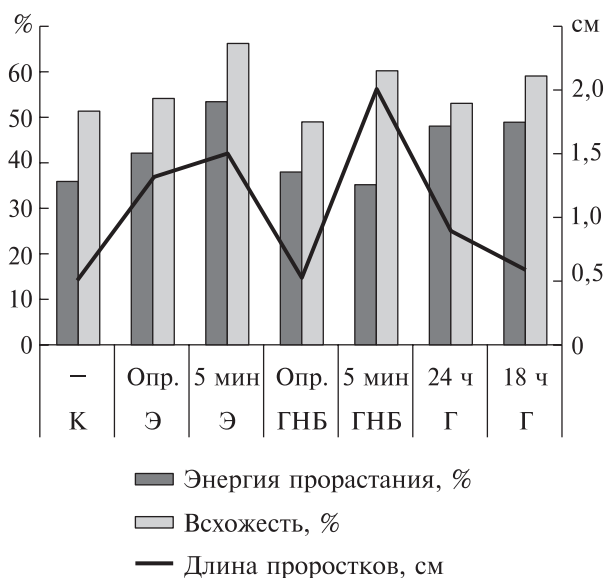 % см
60
50
40
30
20
10
0
2,0
1,5
1,0
0,5
0
– Опр. 5 мин Опр. 5 мин 24 ч 18 ч
К Э Э ГНБ ГНБ Г Г
Энергия прорастания, %
Всхожесть, %
Длина проростков, см